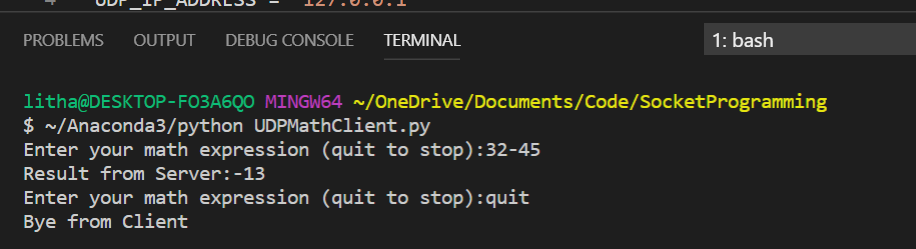 4 UDP_IP_ADDRESS = "127.0.0.1"
PROBLEMS OUTPUT DEBUG CONSOLE TERMINAL 1: bash
litha@DESKTOP-FO3A6QO MINGW64 ~/OneDrive/Documents/Code/SocketProgramming
$ ~/Anaconda3/python UDPMathClient.py
Enter your math expression (quit to stop):32-45
Result from Server:-13
Enter your math expression (quit to stop):quit
Bye from Client